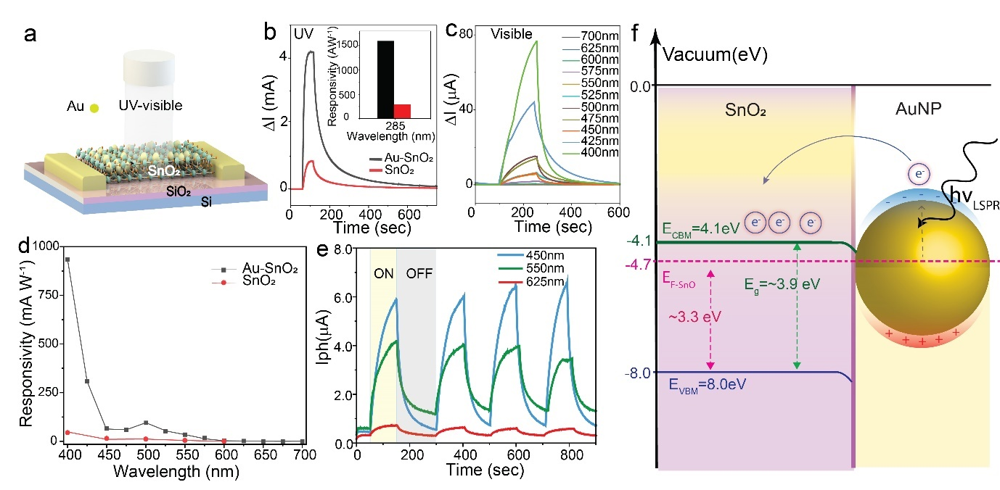 a
Au
UV-visible
SnO₂
SiO₂
Si
b
UV
ΔI (mA)
4
2
0
0 200 400 600
Time (sec)
Responsivity (AW⁻¹)
1500
1000
500
0
285
Wavelength (nm)
Au-SnO₂
SnO₂
c
Visible
ΔI (μA)
80
40
0
0 200 400 600
Time (sec)
700nm
625nm
600nm
575nm
550nm
525nm
500nm
475nm
450nm
425nm
400nm
d
Responsivity (mA W⁻¹)
1000
750
500
250
0
400 450 500 550 600 650 700
Wavelength (nm)
Au-SnO₂
SnO₂
e
Iph(μA)
8.0
6.0
4.0
2.0
0.0
0 200 400 600 800
Time (sec)
ON
OFF
450nm
550nm
625nm
f
Vacuum(eV)
0.0
SnO₂
AuNP
e⁻
hν LSPR
- - - - -
e⁻ e⁻ e⁻
E_CBM=4.1eV
-4.1
-4.7
E_F-SnO
E_g=~3.9 eV
~3.3 eV
+ + + + +
-8.0
E_VBM=8.0eV